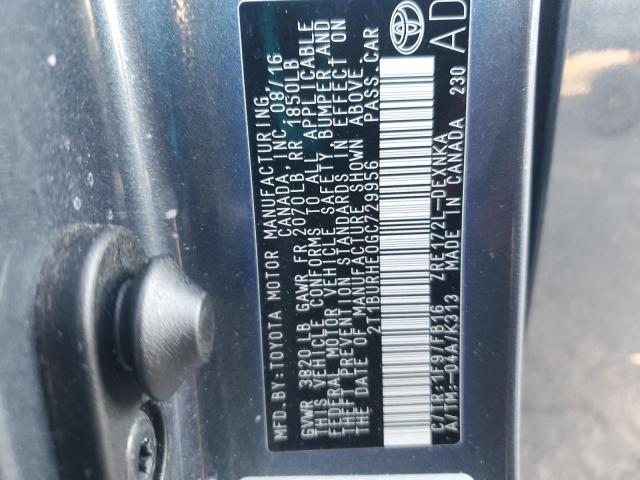 MFD.BY:TOYOTA MOTOR MANUFACTURING
CANADA, INC. 08/16
GVWR 3820LB GAWR FR 2070LB RR 1850LB
THIS VEHICLE CONFORMS TO ALL APPLICABLE
FEDERAL MOTOR VEHICLE SAFETY, BUMPER, AND
THEFT PREVENTION STANDARDS IN EFFECT ON
THE DATE OF MANUFACTURE SHOWN ABOVE.
2T1BURHE0GC729956 PASS.CAR
C/TR:1F9/FB16 ZRE172L-DEXNKA
A/TM:-04A/K313 MADE IN CANADA 230
AD